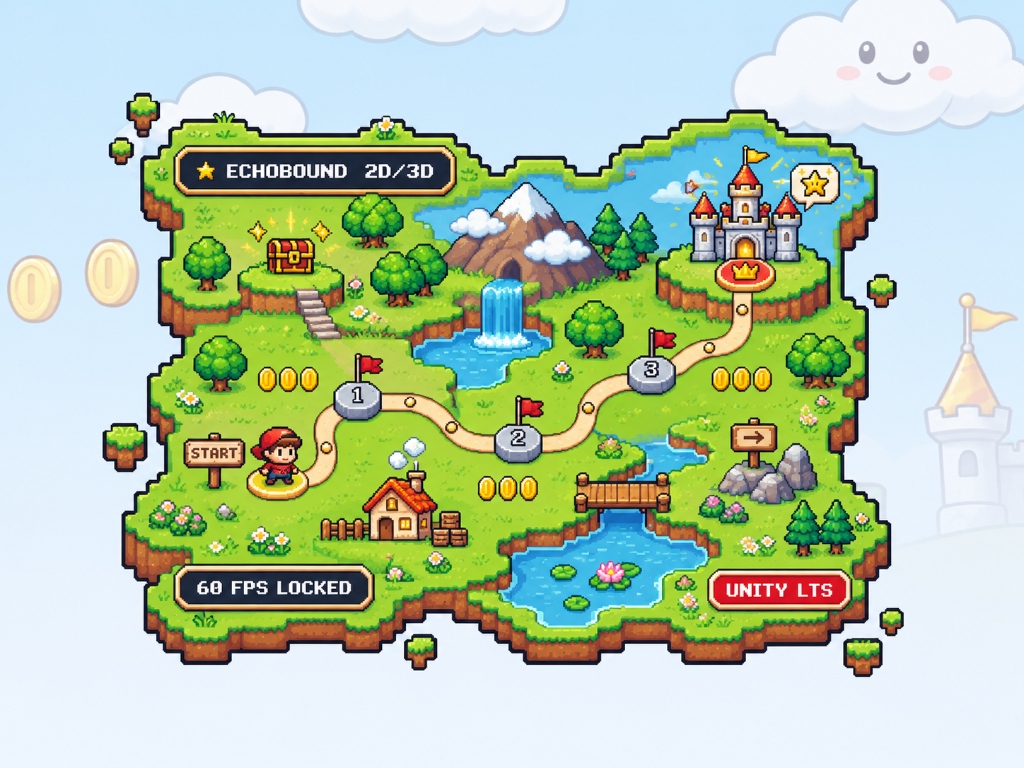 ECHOBOUND 2D/3D
1
2
3
START
60 FPS LOCKED
UNITY LTS